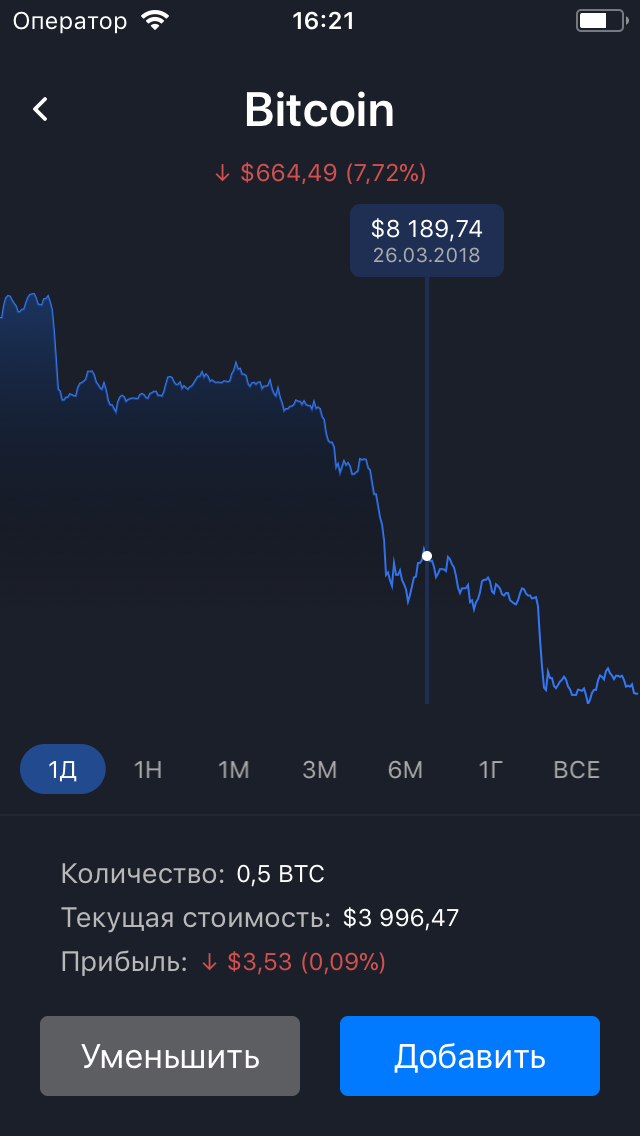 Оператор 16:21
Bitcoin
↓ $664,49 (7,72%)
$8 189,74
26.03.2018
1Д 1Н 1М 3М 6М 1Г ВСЕ
Количество: 0,5 BTC
Текущая стоимость: $3 996,47
Прибыль: ↓ $3,53 (0,09%)
Уменьшить Добавить